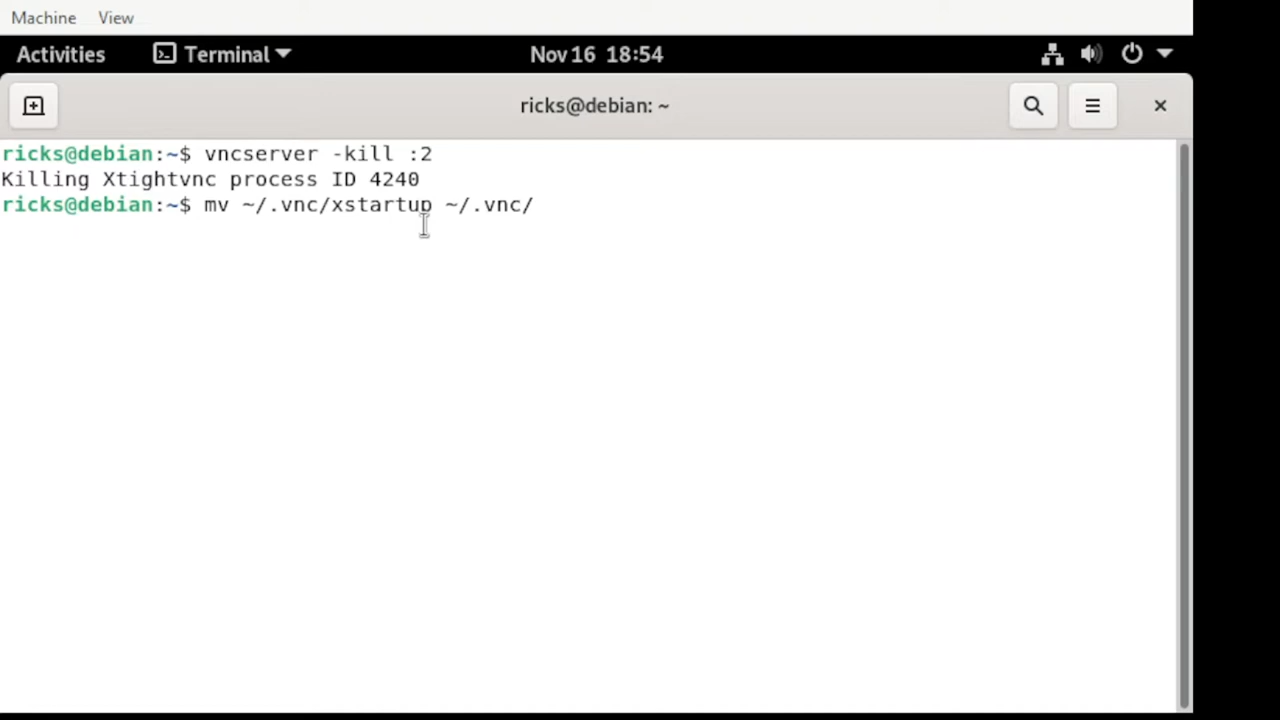 Machine View
Activities Terminal Nov 16 18:54
ricks@debian: ~
ricks@debian:~$ vncserver -kill :2
Killing Xtightvnc process ID 4240
ricks@debian:~$ mv ~/.vnc/xstartup ~/.vnc/